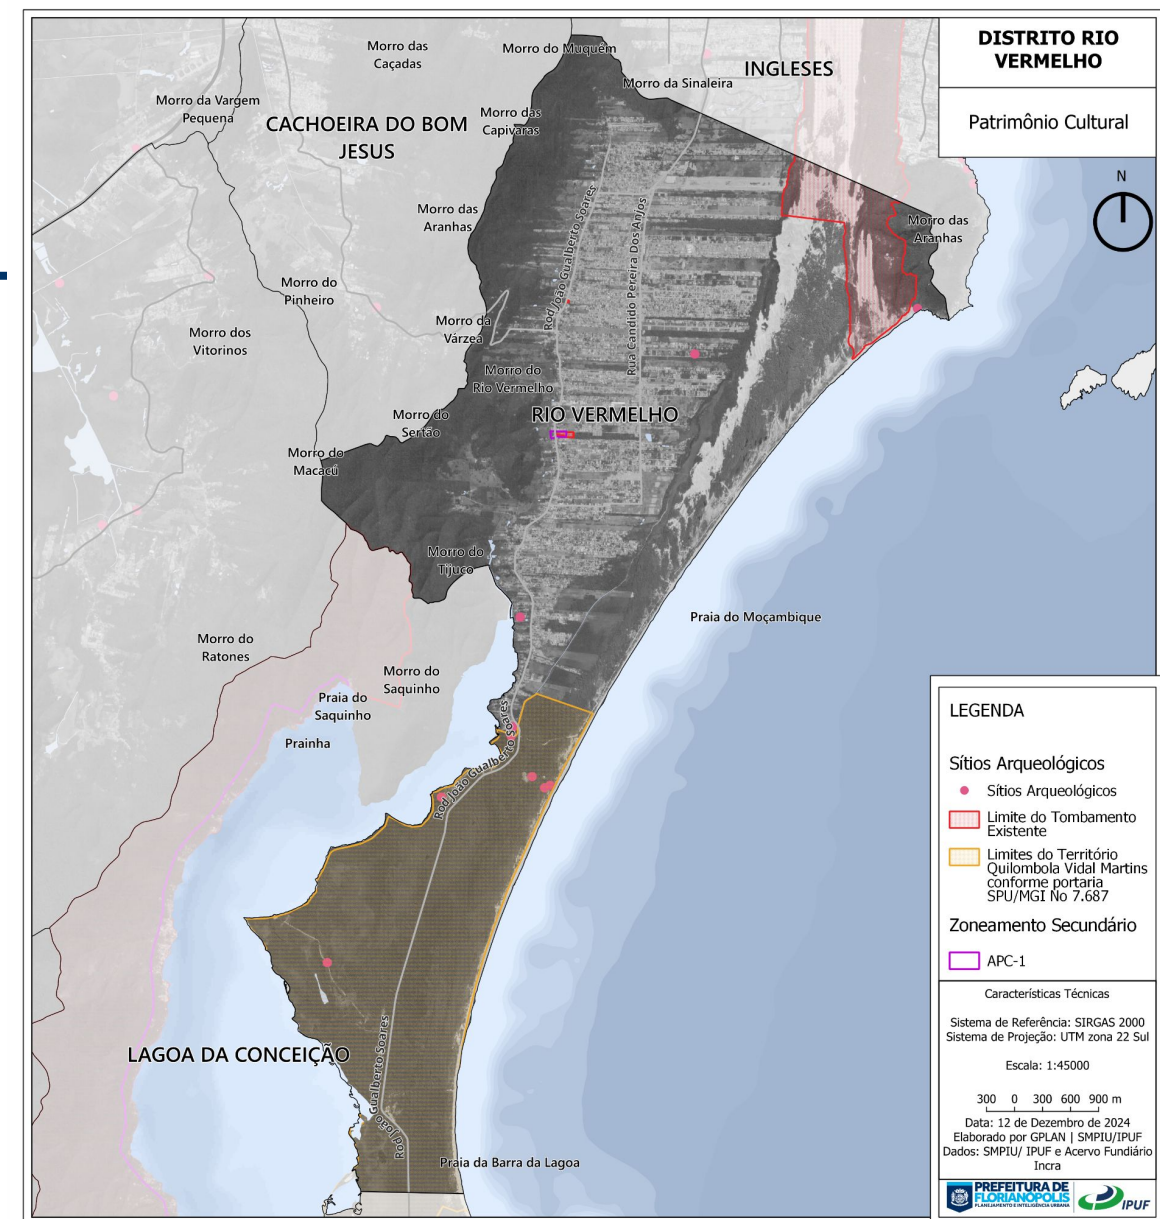 DISTRITO RIO
VERMELHO
Patrimônio Cultural
N
Morro das
Caçadas
Morro do Muquém
INGLESES
Morro da Sinaleira
Morro da Vargem
Pequena
CACHOEIRA DO BOM
JESUS
Morro das
Capivaras
Morro das
Aranhas
Morro das
Aranhas
Rod João Gualberto Soares
Rua Candido Pereira Dos Anjos
Morro do
Pinheiro
Morro dos
Vitorinos
Morro da
Várzea
Morro do
Rio Vermelho
RIO VERMELHO
Morro do
Sertão
Morro do
Macacú
Morro do
Tijuco
Praia do Moçambique
Morro do
Ratones
Morro do
Saquinho
Praia do
Saquinho
Prainha
Rod João Gualberto Soares
LAGOA DA CONCEIÇÃO
Rod João Gualberto Soares
Praia da Barra da Lagoa
LEGENDA
Sítios Arqueológicos
Sítios Arqueológicos
Limite do Tombamento
Existente
Limites do Território
Quilombola Vidal Martins
conforme portaria
SPU/MGI No 7.687
Zoneamento Secundário
APC-1
Características Técnicas
Sistema de Referência: SIRGAS 2000
Sistema de Projeção: UTM zona 22 Sul
Escala: 1:45000
300 0 300 600 900 m
Data: 12 de Dezembro de 2024
Elaborado por GPLAN | SMPIU/IPUF
Dados: SMPIU/ IPUF e Acervo Fundiário
Incra
PREFEITURA DE
FLORIANÓPOLIS
PLANEJAMENTO E INTELIGÊNCIA URBANA
IPUF